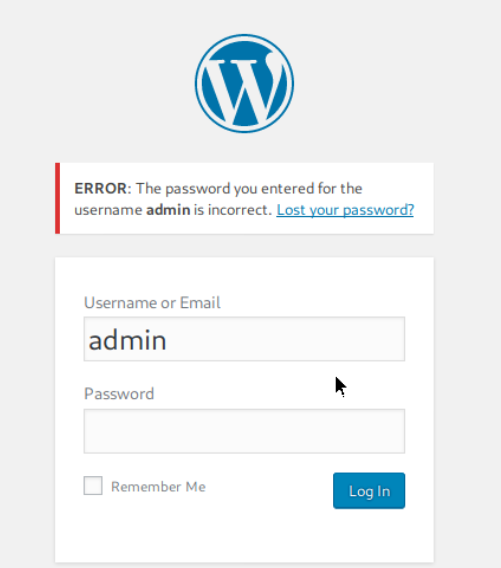 ERROR: The password you entered for the
username admin is incorrect. Lost your password?
Username or Email
admin
Password
Remember Me
Log In